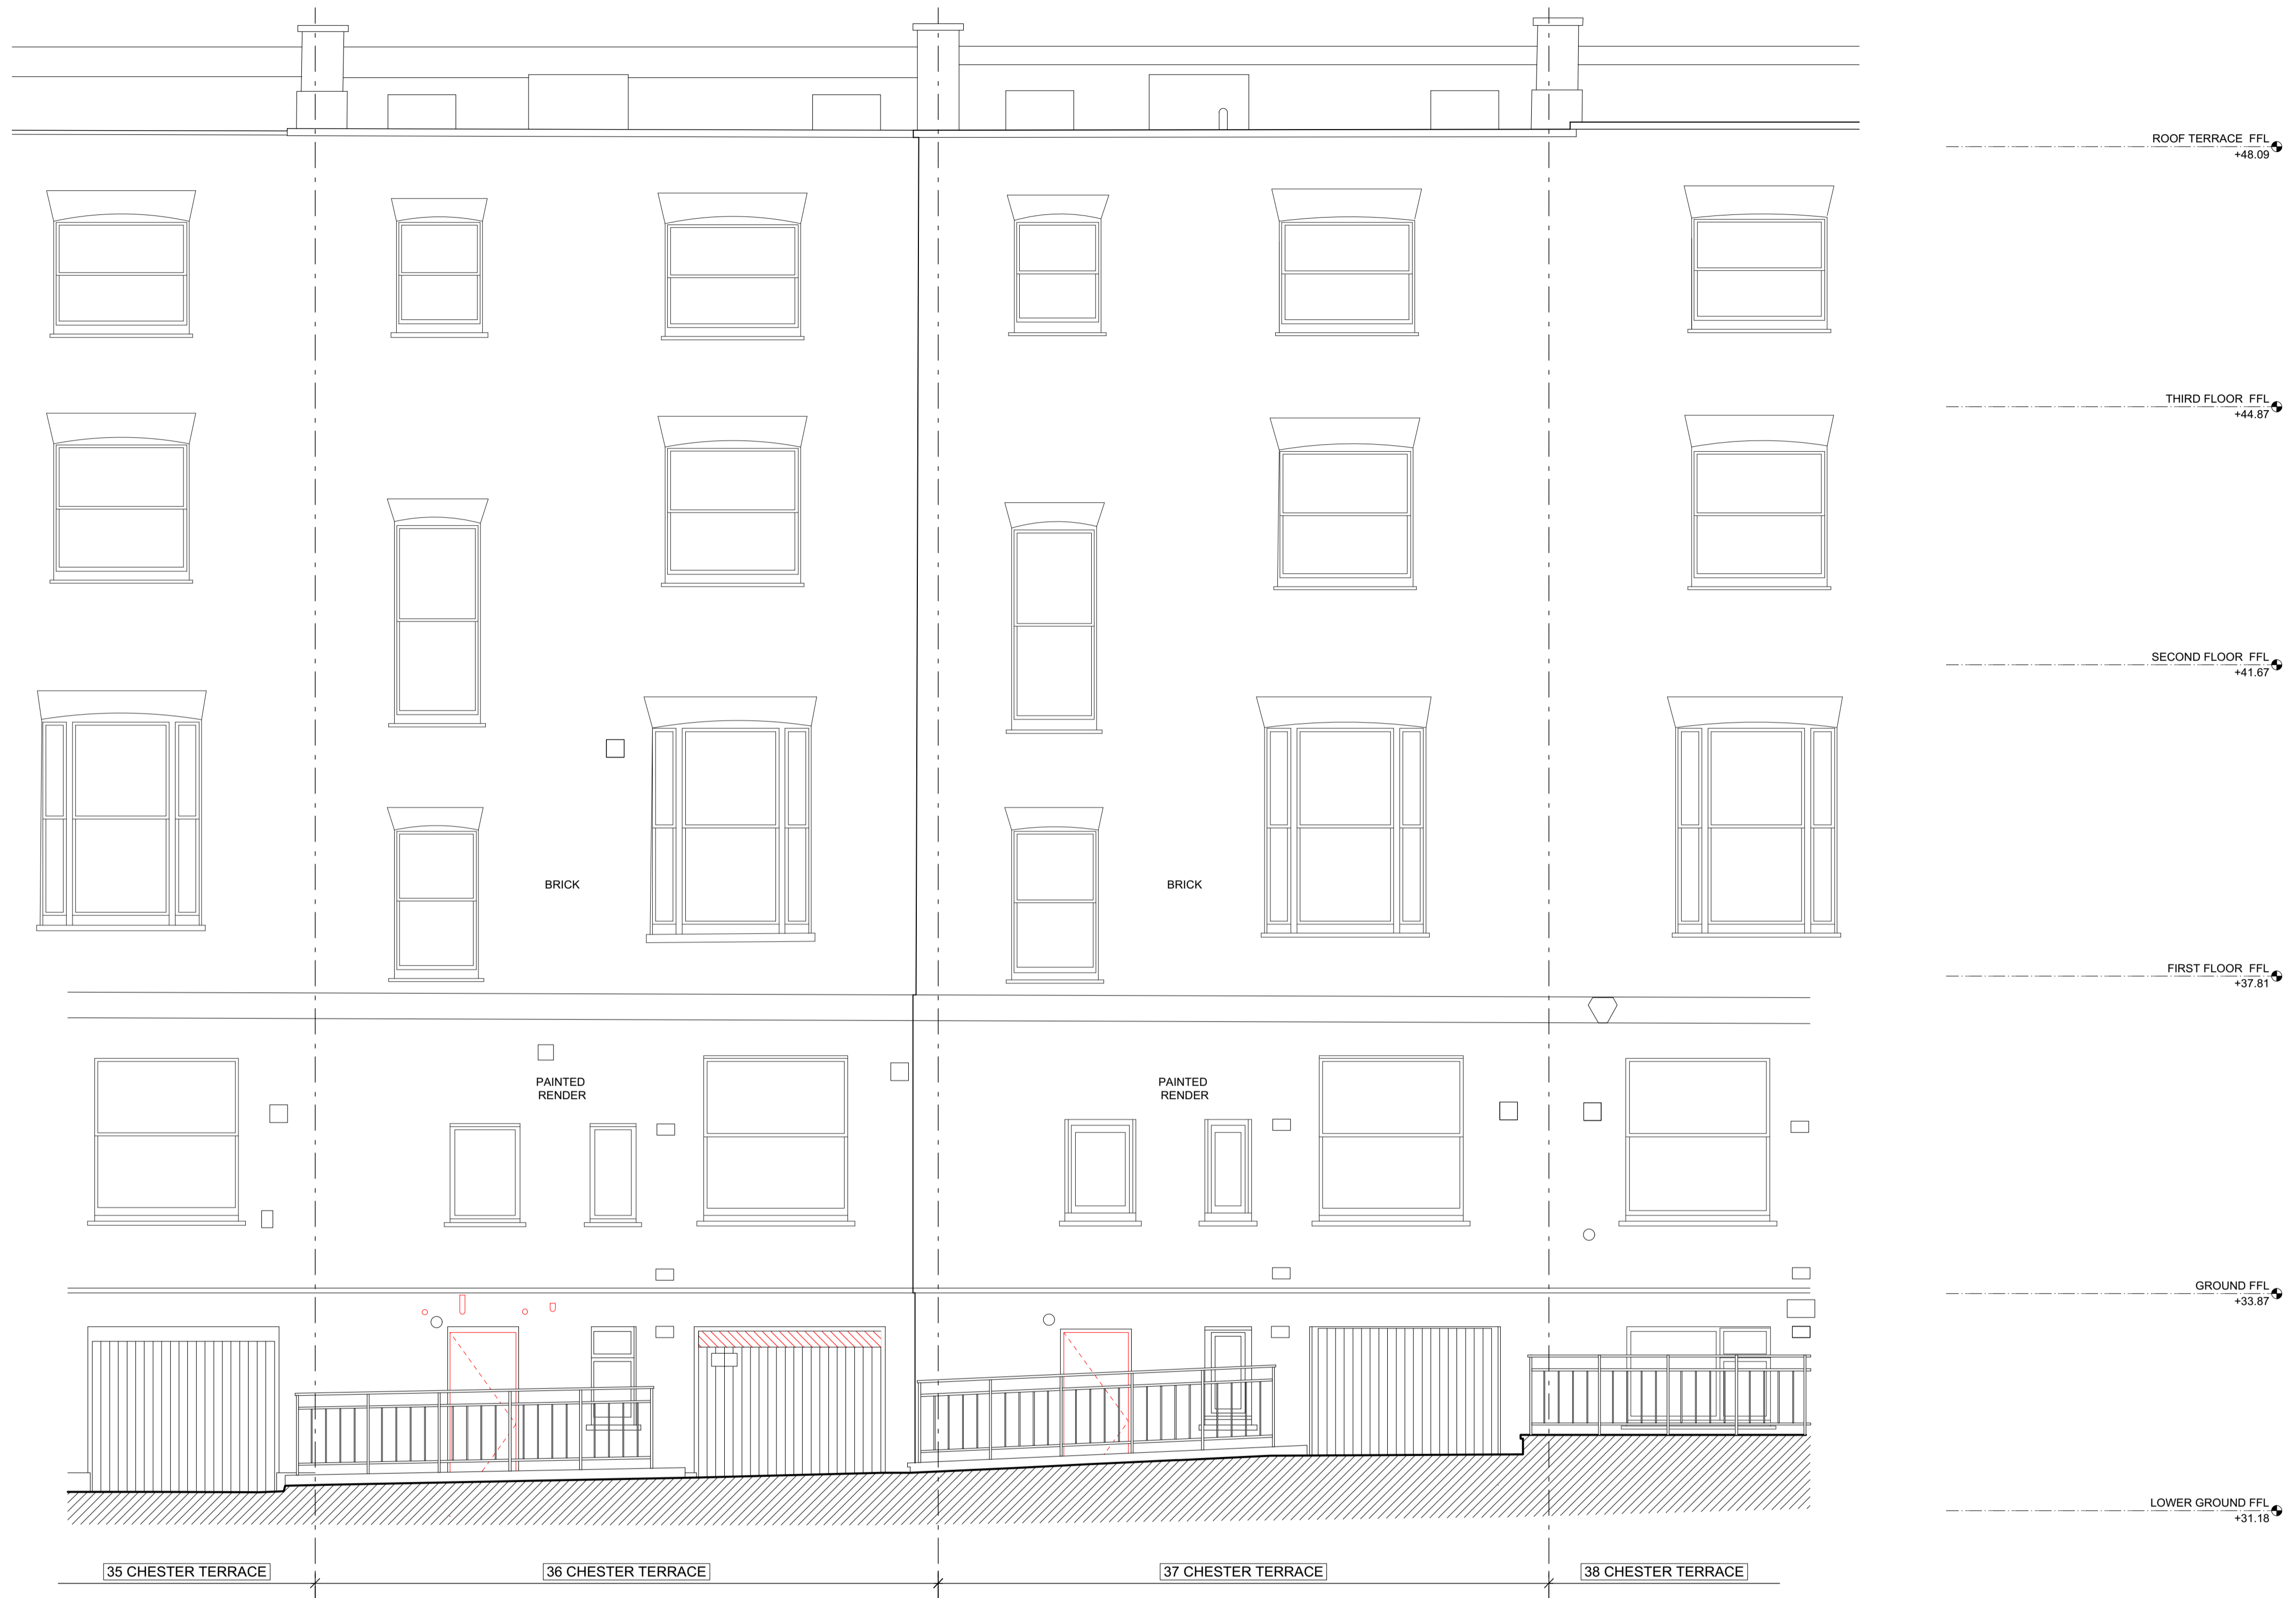 ROOF TERRACE FFL
+48.09
THIRD FLOOR FFL
+44.87
SECOND FLOOR FFL
+41.67
BRICK
BRICK
FIRST FLOOR FFL
+37.81
PAINTED
RENDER
PAINTED
RENDER
GROUND FFL
+33.87
LOWER GROUND FFL
+31.18
35 CHESTER TERRACE
36 CHESTER TERRACE
37 CHESTER TERRACE
38 CHESTER TERRACE